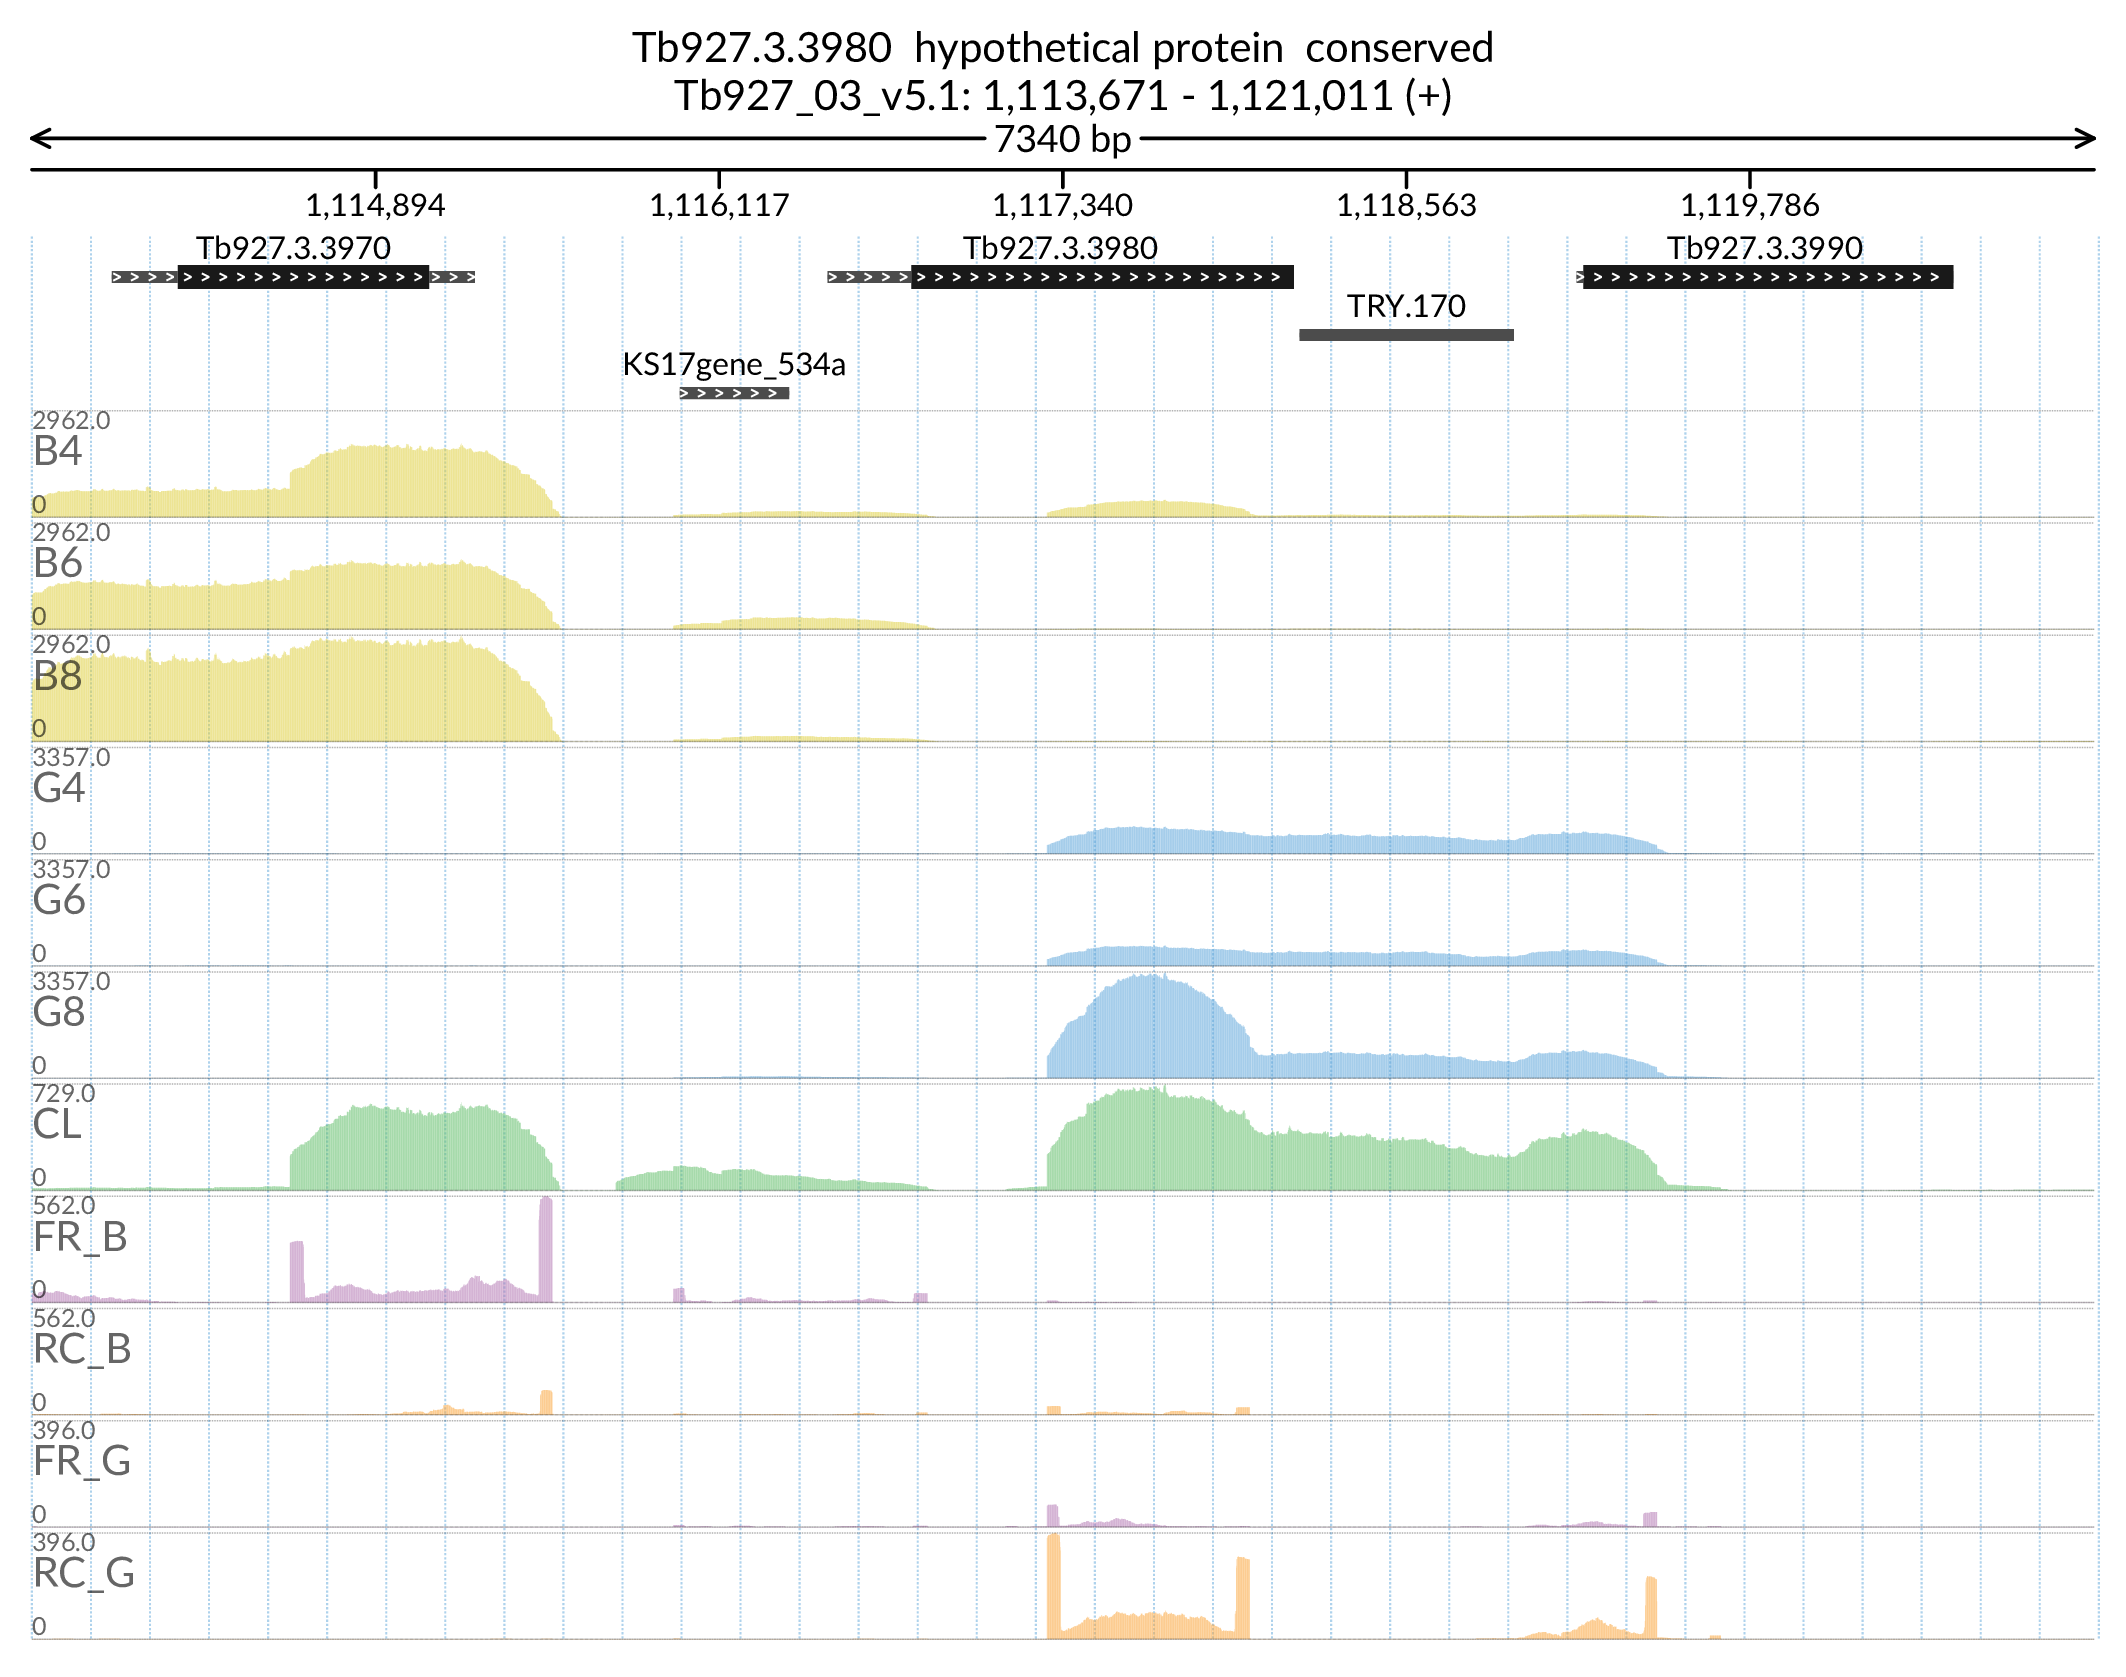 Tb927.3.3980  hypothetical protein  conserved
Tb927_03_v5.1: 1,113,671 - 1,121,011 (+)
7340 bp
1,114,894 1,116,117 1,117,340 1,118,563 1,119,786
Tb927.3.3970 Tb927.3.3980 Tb927.3.3990
TRY.170
KS17gene_534a
2962.0
B4
0
2962.0
B6
0
2962.0
B8
0
3357.0
G4
0
3357.0
G6
0
3357.0
G8
0
729.0
CL
0
562.0
FR_B
0
562.0
RC_B
0
396.0
FR_G
0
396.0
RC_G
0